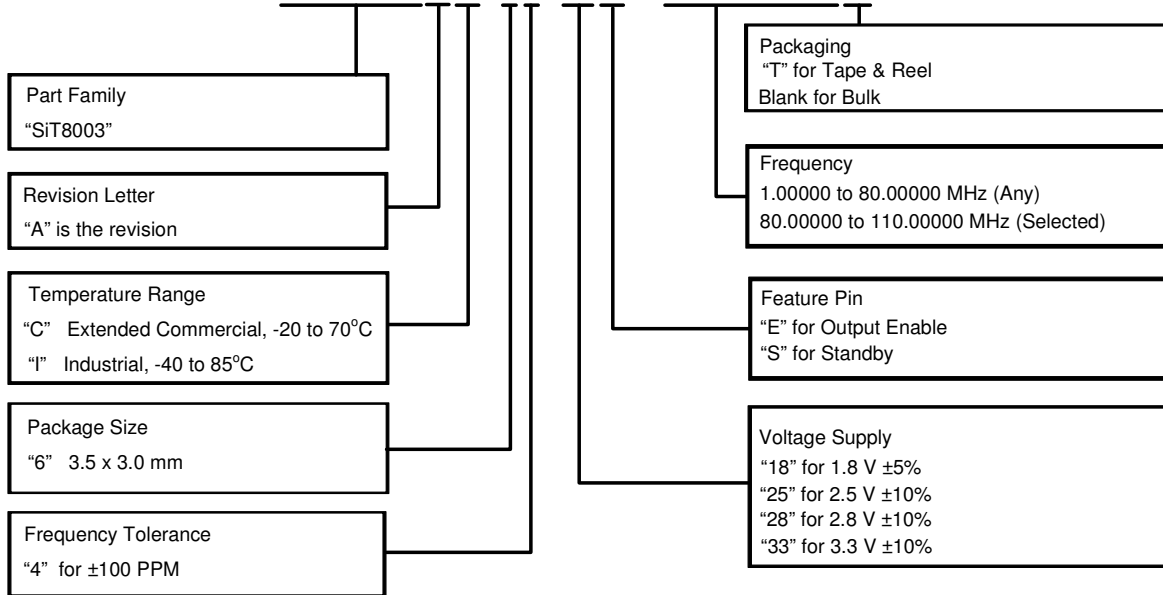 Part Family
“SiT8003”
Revision Letter
“A” is the revision
Temperature Range
“C” Extended Commercial, -20 to 70°C
“I” Industrial, -40 to 85°C
Package Size
“6” 3.5 x 3.0 mm
Frequency Tolerance
“4” for ±100 PPM
Packaging
“T” for Tape & Reel
Blank for Bulk
Frequency
1.00000 to 80.00000 MHz (Any)
80.00000 to 110.00000 MHz (Selected)
Feature Pin
“E” for Output Enable
“S” for Standby
Voltage Supply
“18” for 1.8 V ±5%
“25” for 2.5 V ±10%
“28” for 2.8 V ±10%
“33” for 3.3 V ±10%